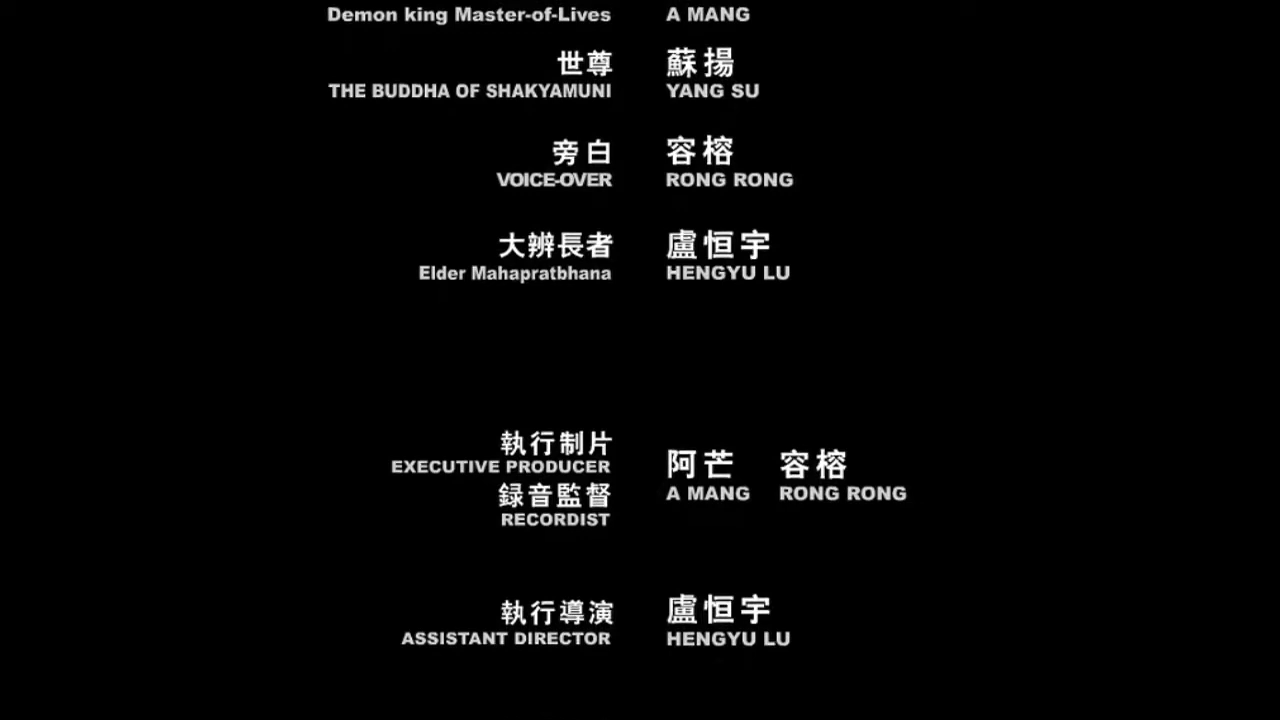 Demon king Master-of-Lives A MANG
世尊 蘇揚
THE BUDDHA OF SHAKYAMUNI YANG SU
旁白 容榕
VOICE-OVER RONG RONG
大辨長者 盧恒宇
Elder Mahapratbhana HENGYU LU
執行制片
EXECUTIVE PRODUCER
阿芒 容榕
録音監督
A MANG RONG RONG
RECORDIST
執行導演 盧恒宇
ASSISTANT DIRECTOR HENGYU LU